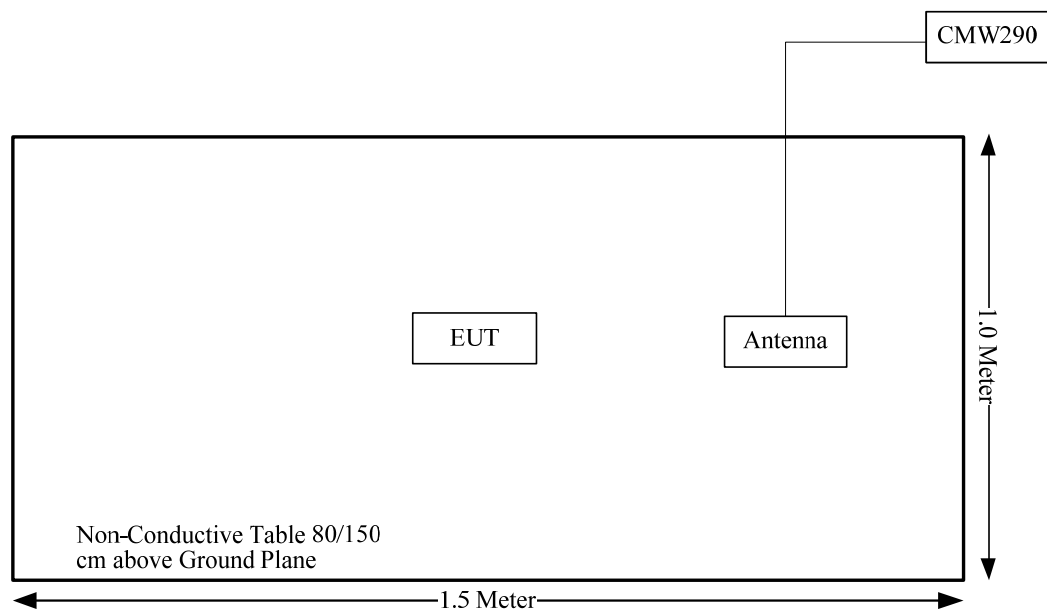 CMW290
EUT
Antenna
1.0 Meter
Non-Conductive Table 80/150
cm above Ground Plane
1.5 Meter